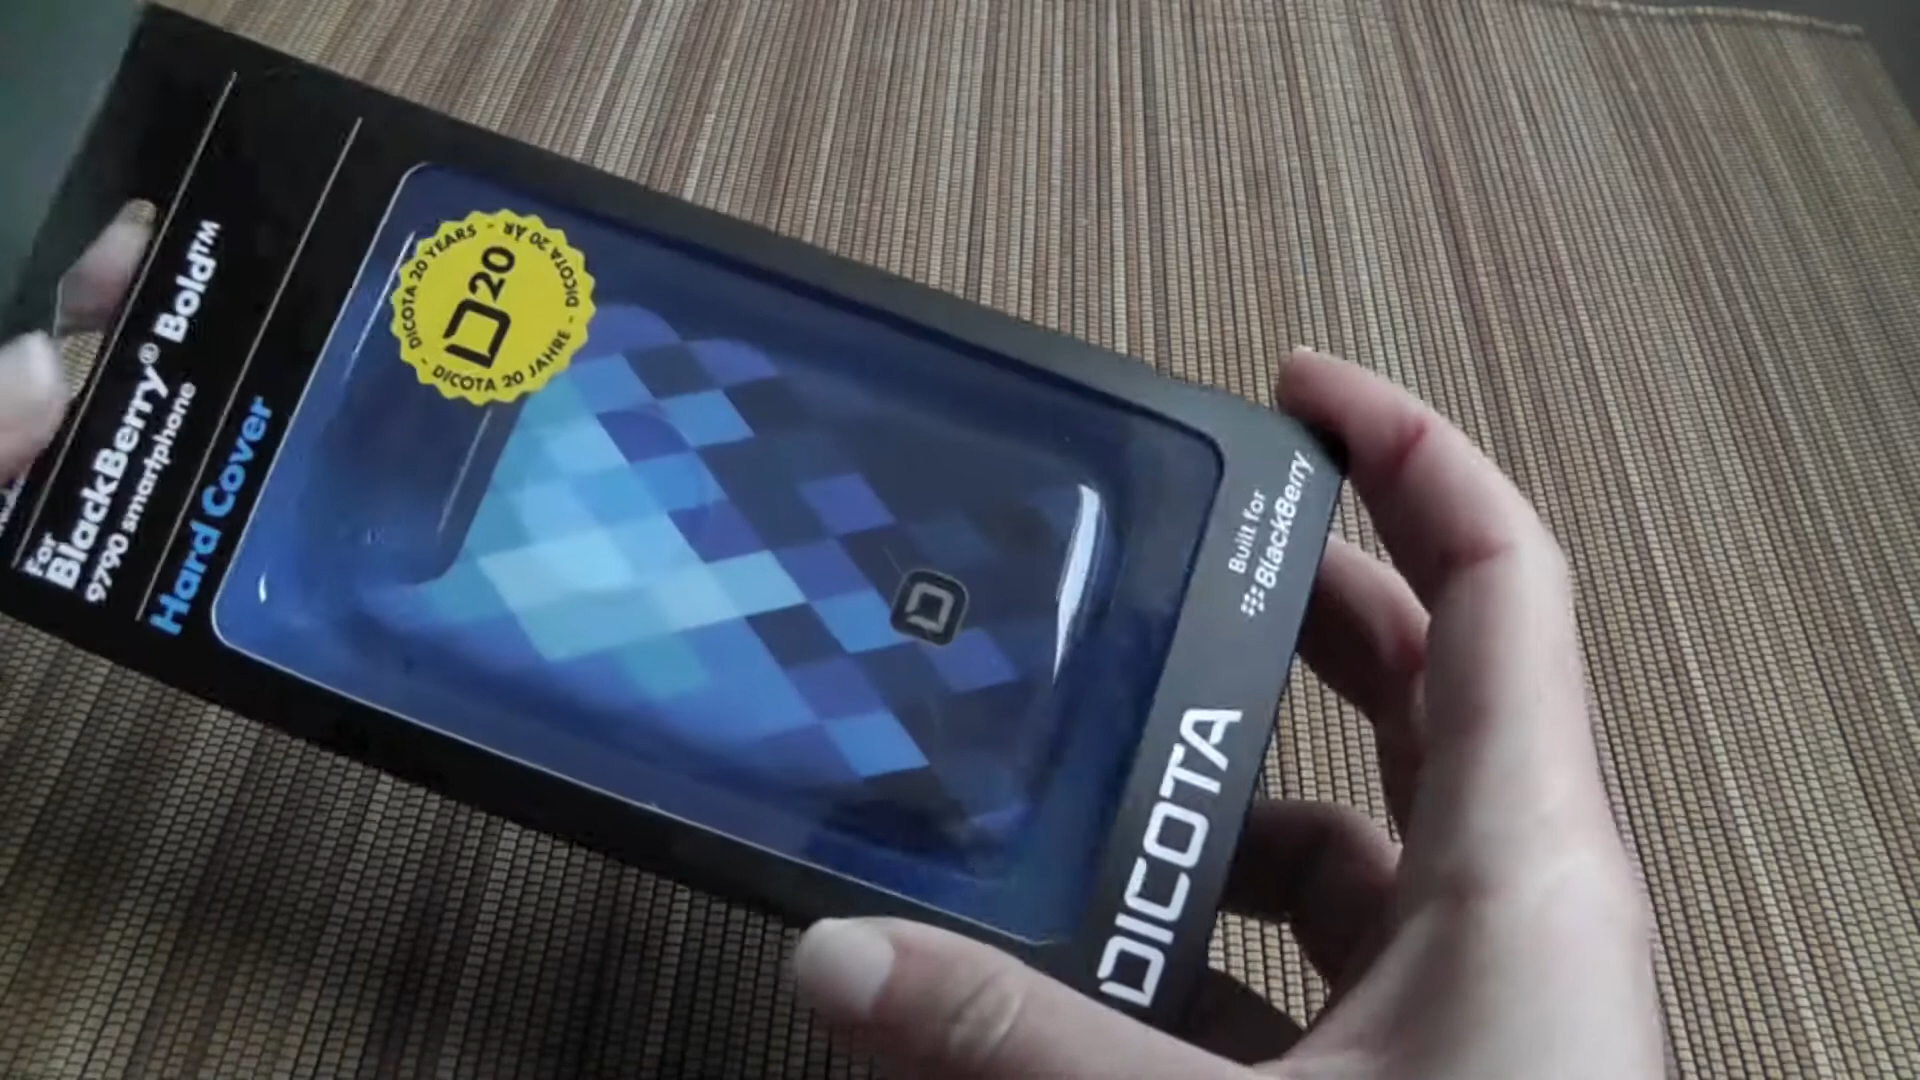 For
BlackBerry® Bold™
9790 smartphone
Hard Cover
DICOTA 20 YEARS - DICOTA 20 ÅR - DICOTA 20 JAHRE -
D20
Built for
BlackBerry
DICOTA